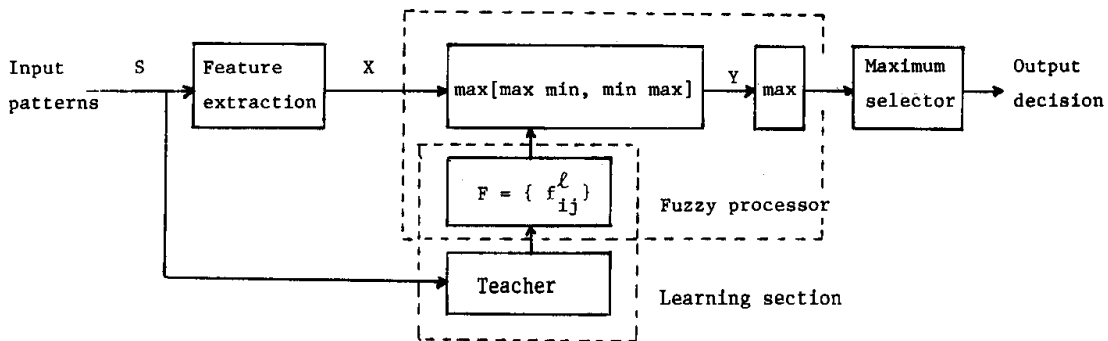 Input
patterns
S
Feature
extraction
X
max[max min, min max]
Y
max
Maximum
selector
Output
decision
F = { f^ℓ_ij }
Fuzzy processor
Teacher
Learning section